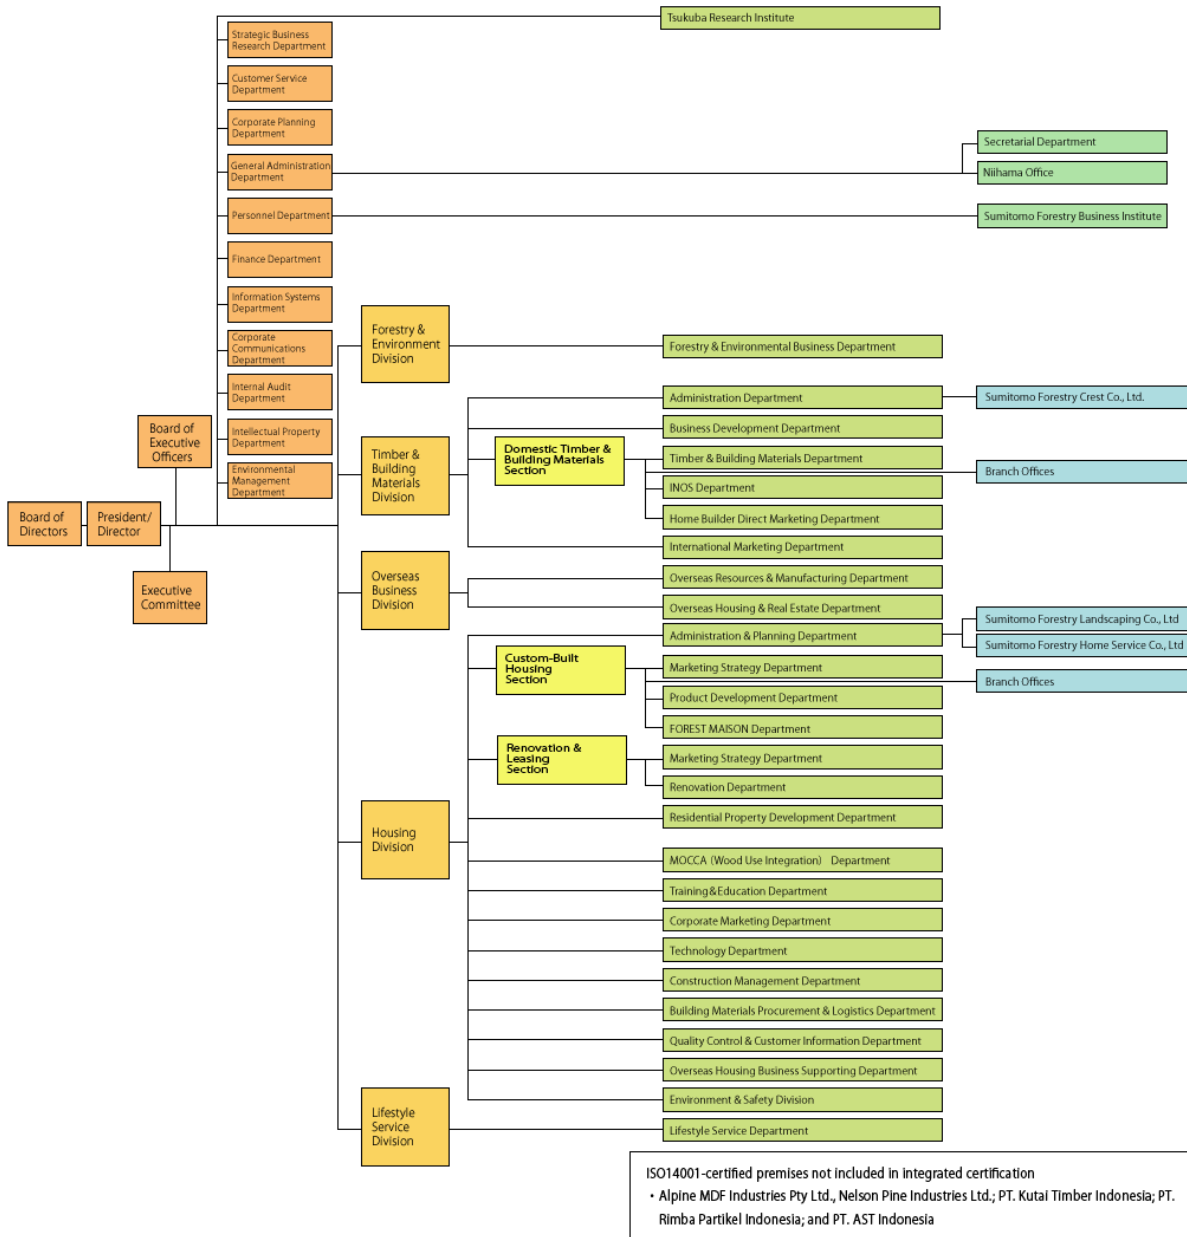 Tsukuba Research Institute
Strategic Business
Research Department
Customer Service
Department
Corporate Planning
Department
Secretarial Department
General Administration
Department
Niihama Office
Personnel Department
Sumitomo Forestry Business Institute
Finance Department
Information Systems
Department
Corporate
Communications
Department
Internal Audit
Department
Intellectual Property
Department
Environmental
Management
Department
Board of
Executive
Officers
Board of
Directors
President/
Director
Executive
Committee
Forestry &
Environment
Division
Forestry & Environmental Business Department
Timber &
Building
Materials
Division
Administration Department
Sumitomo Forestry Crest Co., Ltd.
Business Development Department
Domestic Timber &
Building Materials
Section
Timber & Building Materials Department
Branch Offices
INOS Department
Home Builder Direct Marketing Department
International Marketing Department
Overseas
Business
Division
Overseas Resources & Manufacturing Department
Overseas Housing & Real Estate Department
Housing
Division
Administration & Planning Department
Sumitomo Forestry Landscaping Co., Ltd
Sumitomo Forestry Home Service Co., Ltd
Custom-Built
Housing
Section
Marketing Strategy Department
Branch Offices
Product Development Department
FOREST MAISON Department
Renovation &
Leasing
Section
Marketing Strategy Department
Renovation Department
Residential Property Development Department
MOCCA (Wood Use Integration) Department
Training&Education Department
Corporate Marketing Department
Technology Department
Construction Management Department
Building Materials Procurement & Logistics Department
Quality Control & Customer Information Department
Overseas Housing Business Supporting Department
Environment & Safety Division
Lifestyle
Service
Division
Lifestyle Service Department
ISO14001-certified premises not included in integrated certification
・Alpine MDF Industries Pty Ltd., Nelson Pine Industries Ltd.; PT. Kutai Timber Indonesia; PT.
Rimba Partikel Indonesia; and PT. AST Indonesia